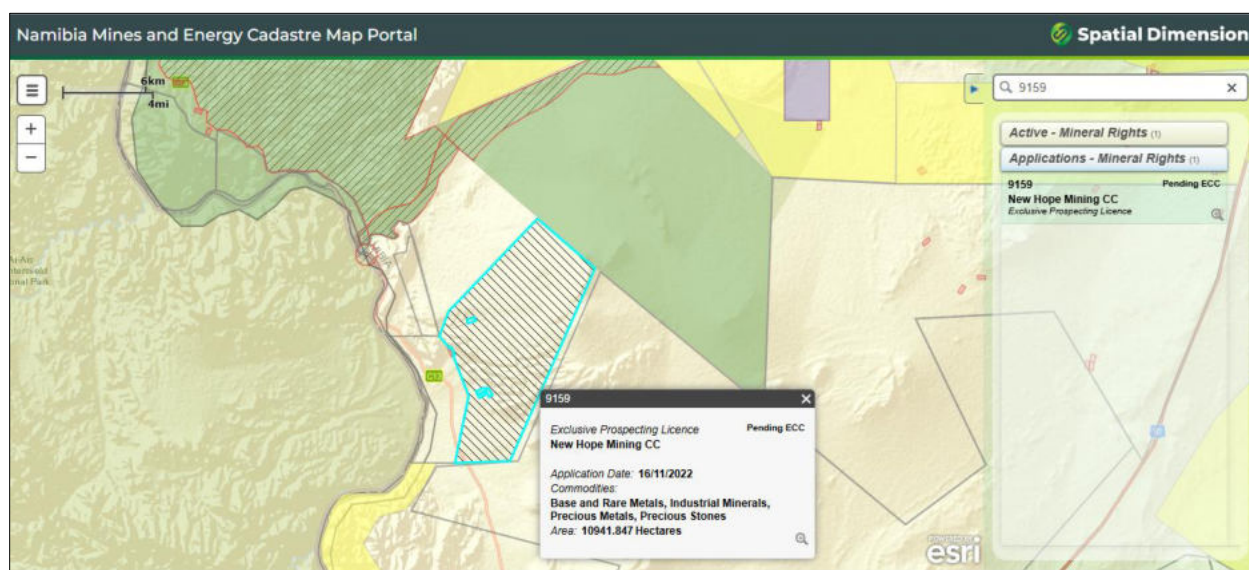 Namibia Mines and Energy Cadastre Map Portal
Spatial Dimension
6km
4mi
9159
Active - Mineral Rights (1)
Applications - Mineral Rights (1)
9159 Pending ECC
New Hope Mining CC
Exclusive Prospecting Licence
C13
9159
Exclusive Prospecting Licence Pending ECC
New Hope Mining CC
Application Date: 16/11/2022
Commodities:
Base and Rare Metals, Industrial Minerals,
Precious Metals, Precious Stones
Area: 10941.847 Hectares
POWERED BY
esri